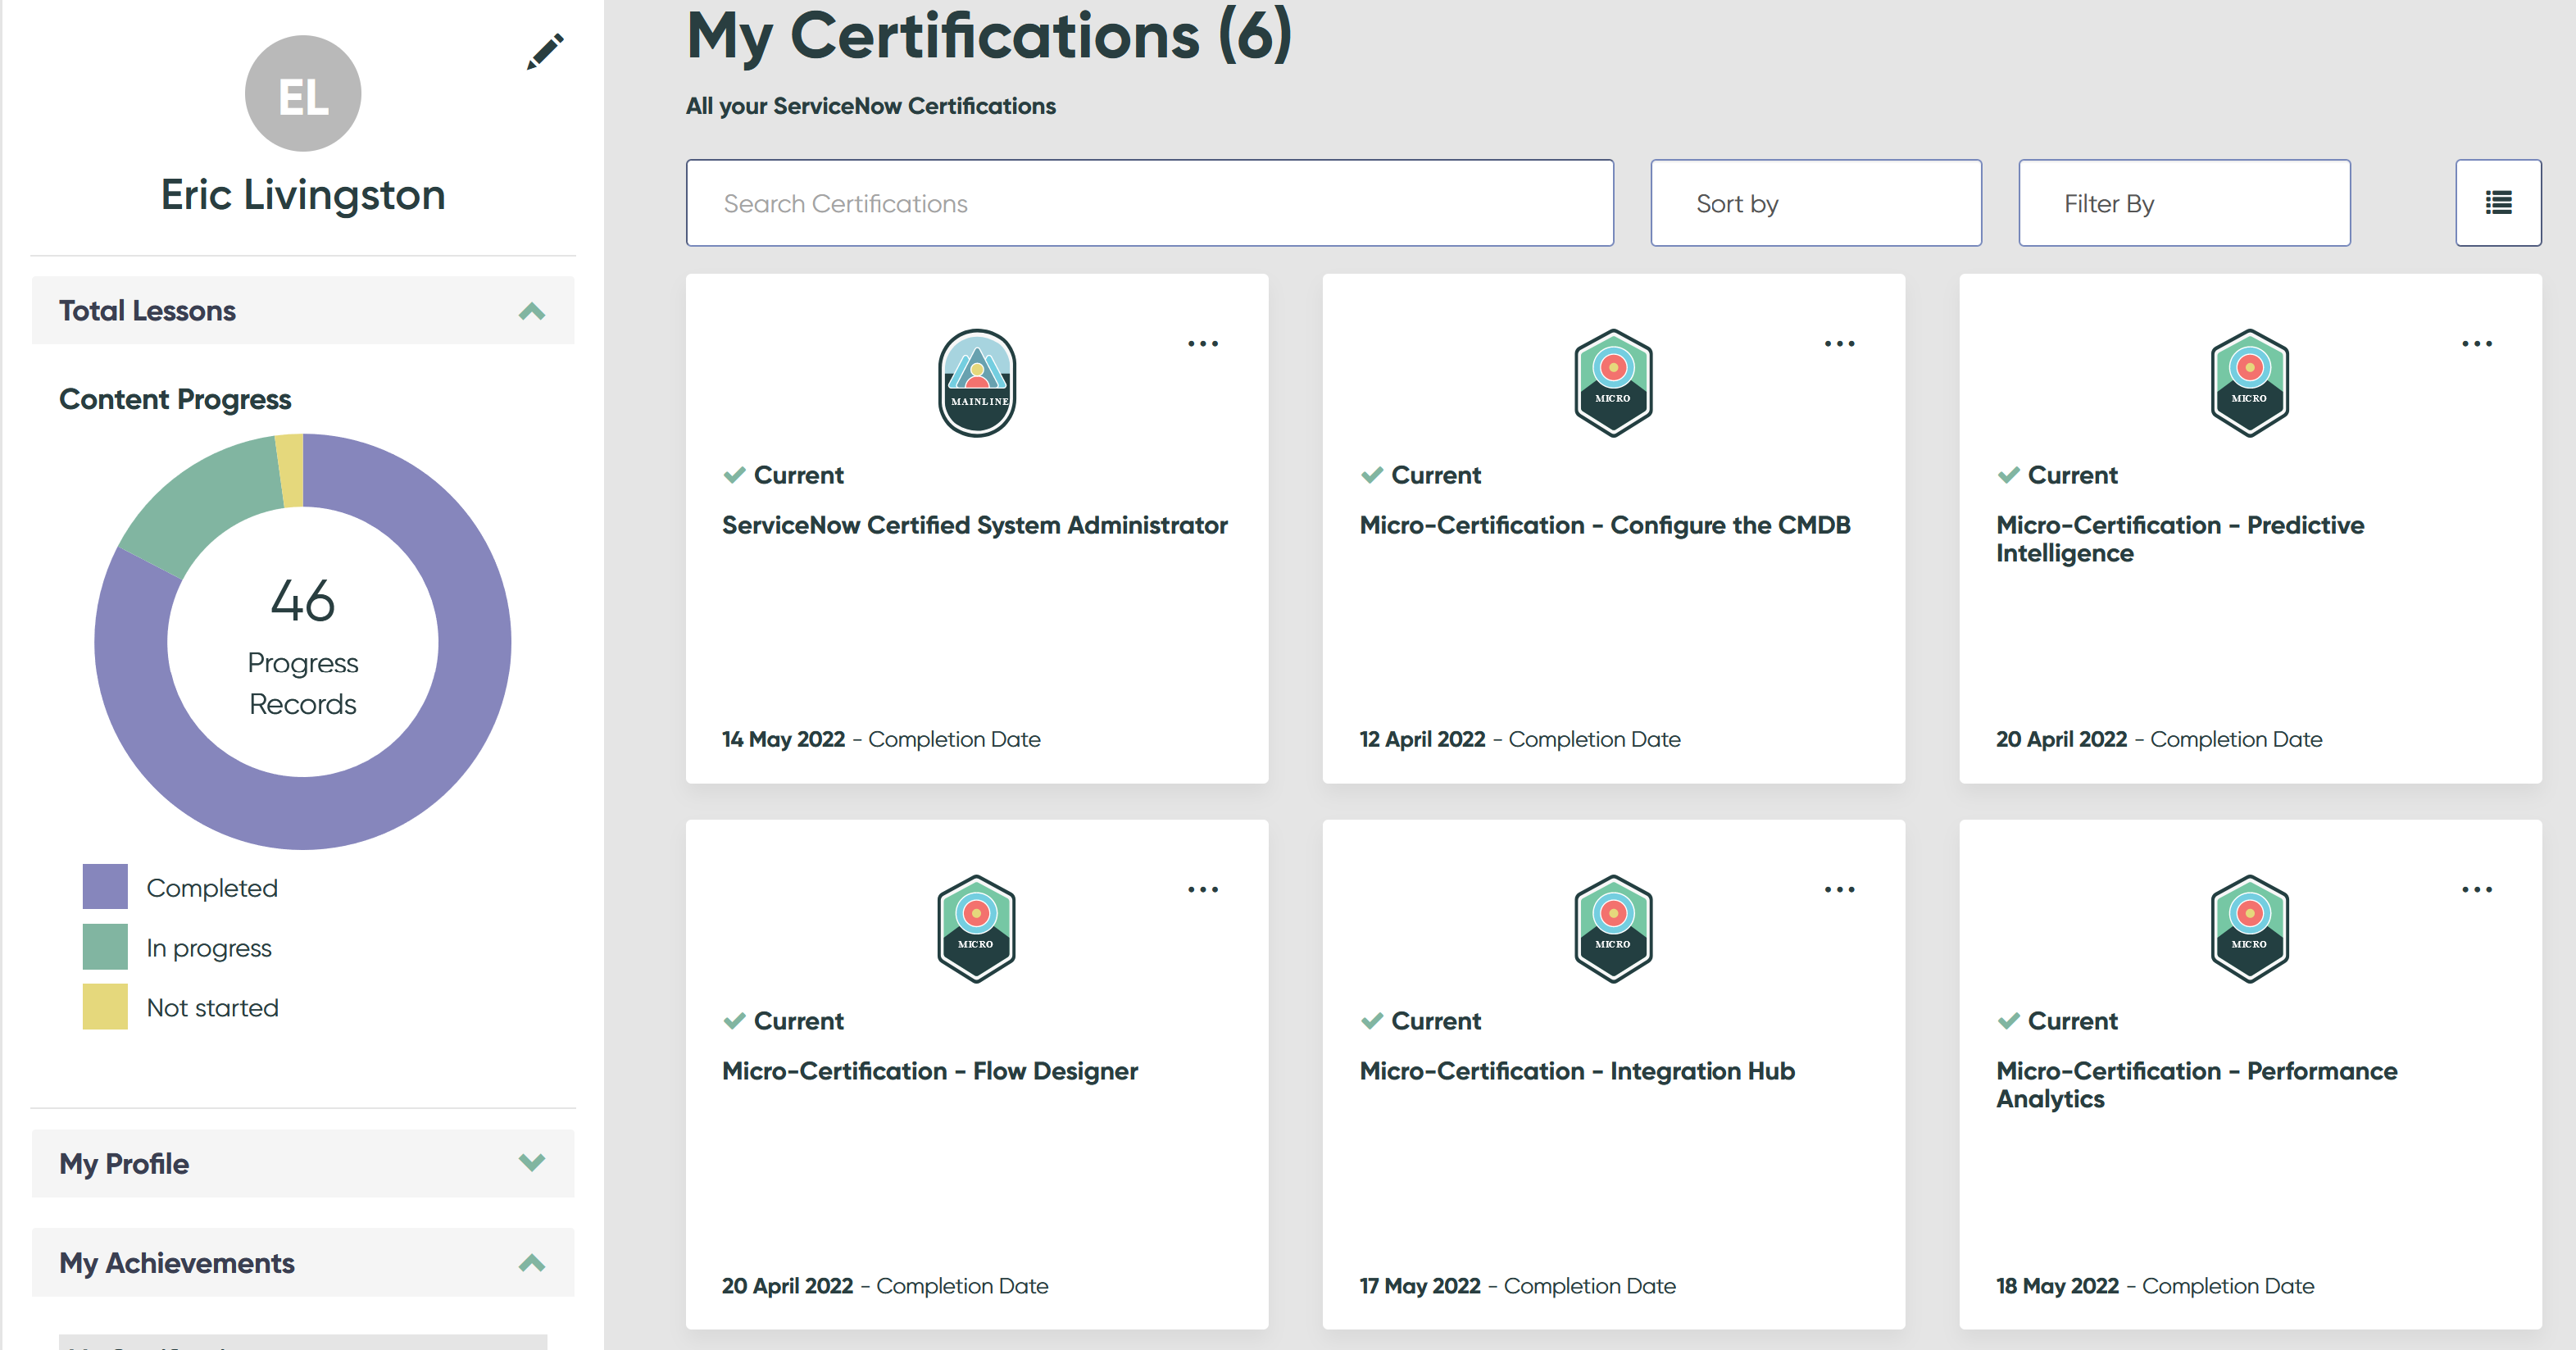 EL
Eric Livingston
Total Lessons
Content Progress
46
Progress
Records
Completed
In progress
Not started
My Profile
My Achievements
My Certifications (6)
All your ServiceNow Certifications
Search Certifications
Sort by
Filter By
MAINLINE
Current
ServiceNow Certified System Administrator
14 May 2022 - Completion Date
MICRO
Current
Micro-Certification - Configure the CMDB
12 April 2022 - Completion Date
MICRO
Current
Micro-Certification - Predictive
Intelligence
20 April 2022 - Completion Date
MICRO
Current
Micro-Certification - Flow Designer
20 April 2022 - Completion Date
MICRO
Current
Micro-Certification - Integration Hub
17 May 2022 - Completion Date
MICRO
Current
Micro-Certification - Performance
Analytics
18 May 2022 - Completion Date